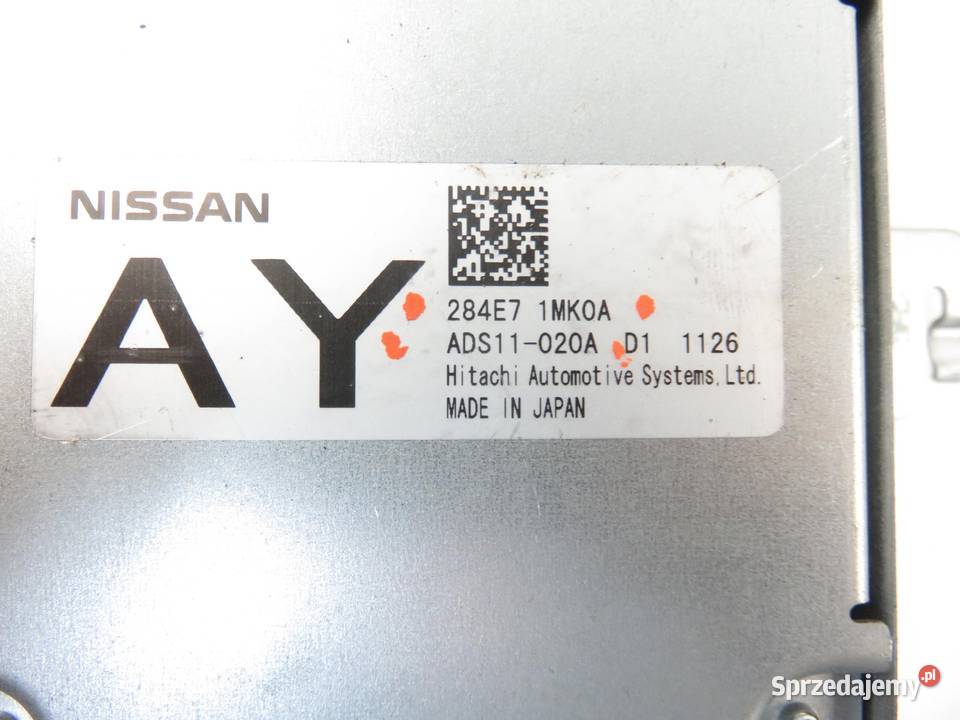 NISSAN
AY
284E7 1MK0A
ADS11-020A D1 1126
Hitachi Automotive Systems, Ltd.
MADE IN JAPAN
Sprzedajemy.pl